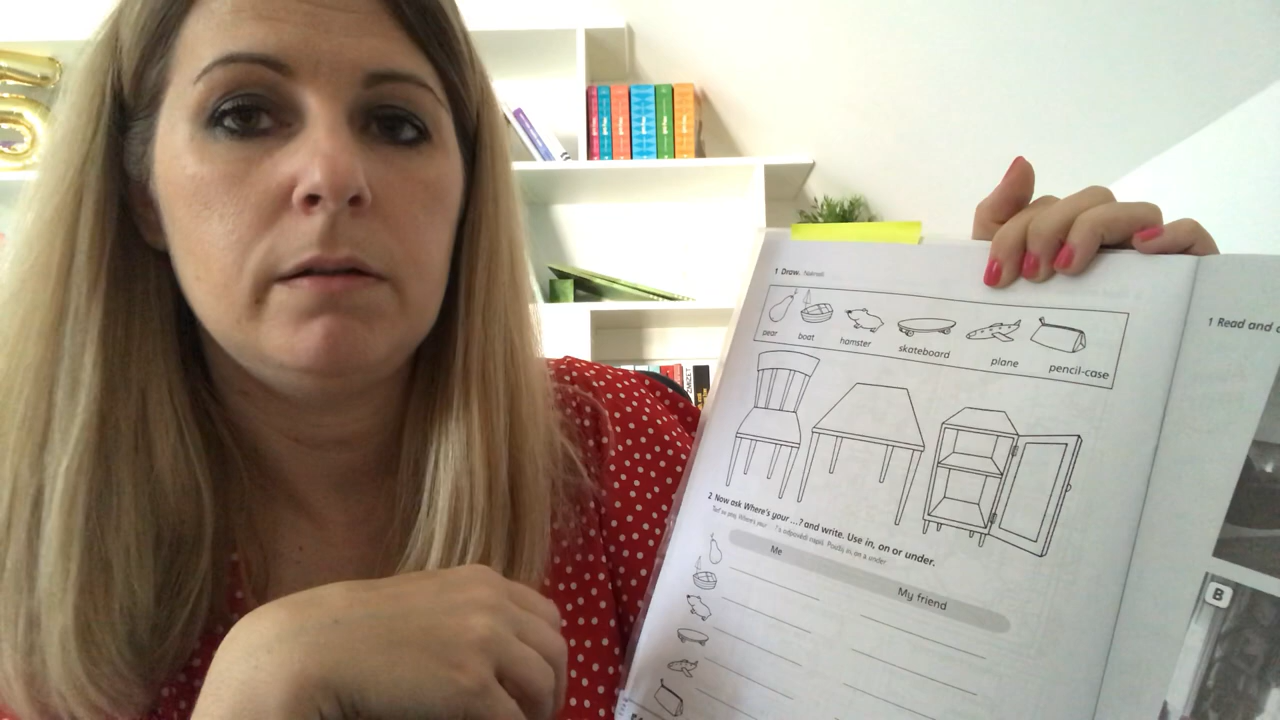 1 Draw. Nakresli
pear
boat
hamster
skateboard
plane
pencil-case
2 Now ask Where's your ...? and write. Use in, on or under.
Me
My friend
1 Read and
B